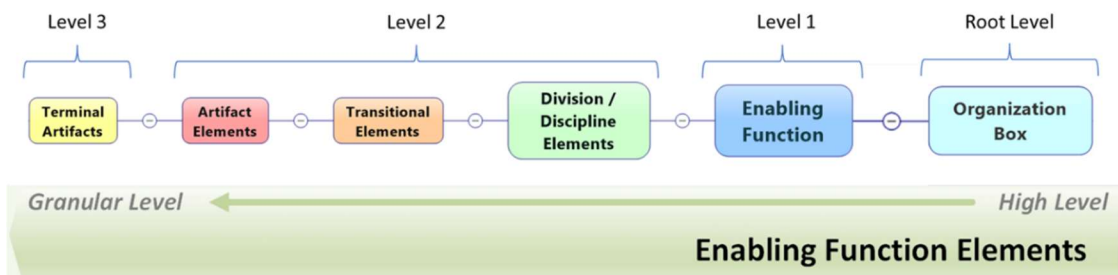 Level 3
Level 2
Level 1
Root Level
Terminal
Artifacts
Artifact
Elements
Transitional
Elements
Division /
Discipline
Elements
Enabling
Function
Organization
Box
Granular Level
High Level
Enabling Function Elements